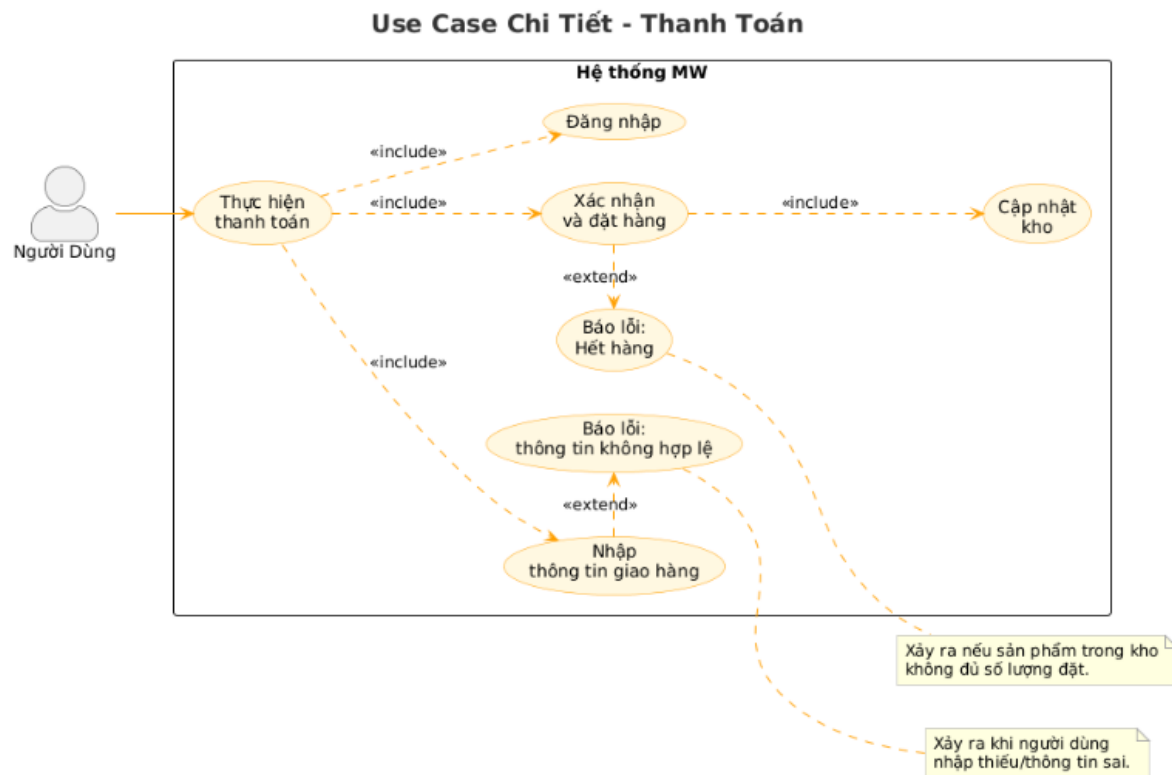 Use Case Chi Tiết - Thanh Toán
Hệ thống MW
Đăng nhập
«include»
Thực hiện
thanh toán
«include»
Xác nhận
và đặt hàng
«include»
Cập nhật
kho
Người Dùng
«extend»
Báo lỗi:
Hết hàng
«include»
Báo lỗi:
thông tin không hợp lệ
«extend»
Nhập
thông tin giao hàng
Xảy ra nếu sản phẩm trong kho
không đủ số lượng đặt.
Xảy ra khi người dùng
nhập thiếu/thông tin sai.